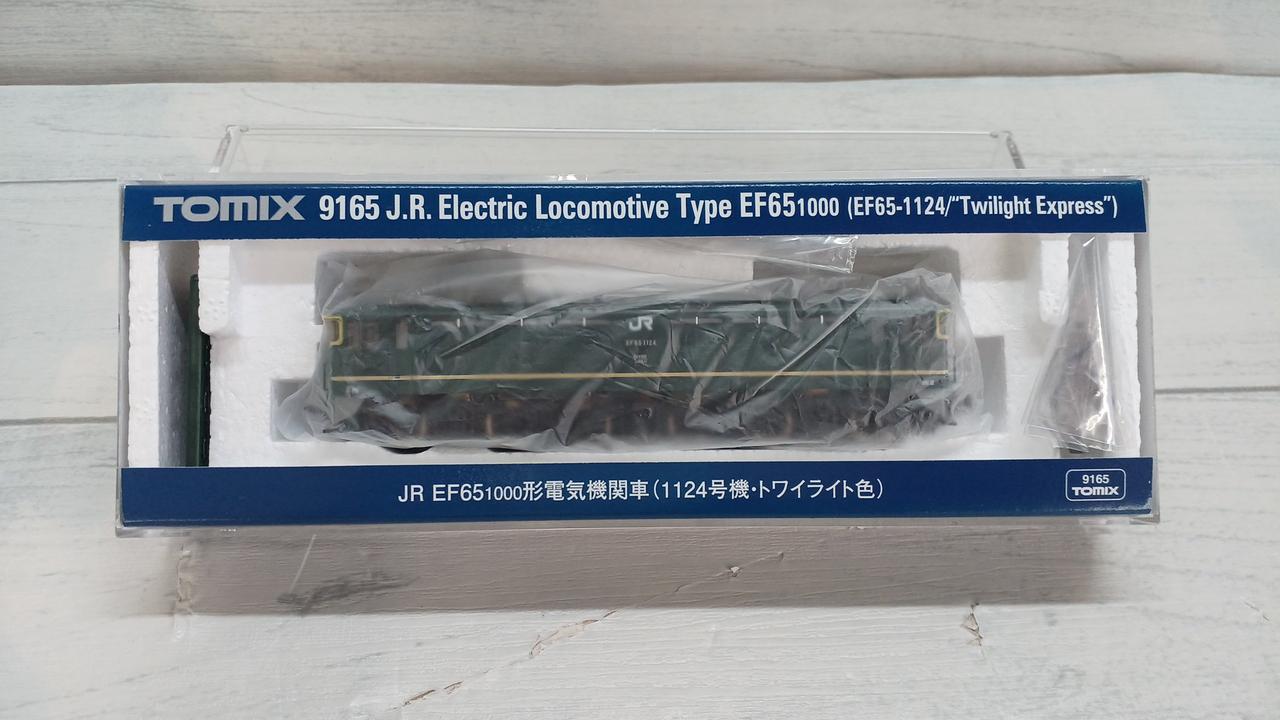 TOMIX 9165 J.R. Electric Locomotive Type EF651000 (EF65-1124/"Twilight Express")
JR
EF65 1124
JR EF651000形電気機関車(1124号機・トワイライト色)
9165
TOMIX